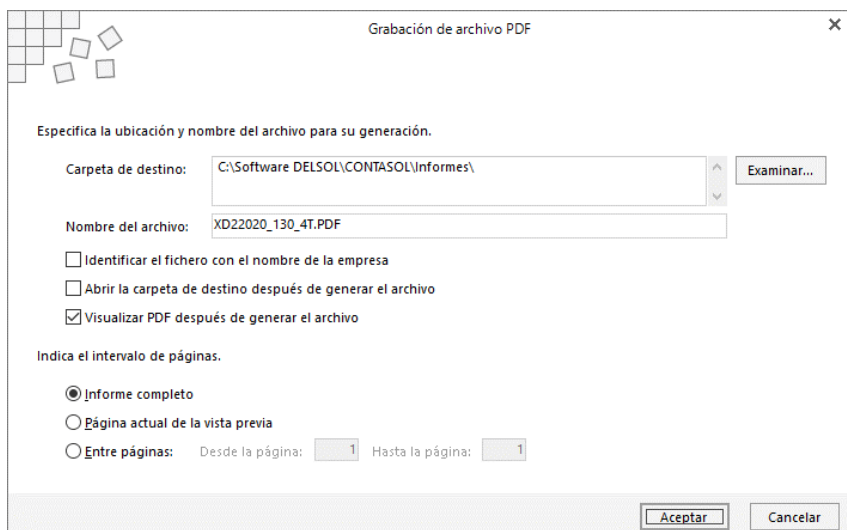 Grabación de archivo PDF
Especifica la ubicación y nombre del archivo para su generación.
Carpeta de destino: C:\Software DELSOL\CONTASOL\Informes\ Examinar...
Nombre del archivo: XD22020_130_4T.PDF
Identificar el fichero con el nombre de la empresa
Abrir la carpeta de destino después de generar el archivo
Visualizar PDF después de generar el archivo
Indica el intervalo de páginas.
Informe completo
Página actual de la vista previa
Entre páginas: Desde la página: 1 Hasta la página: 1
Aceptar Cancelar